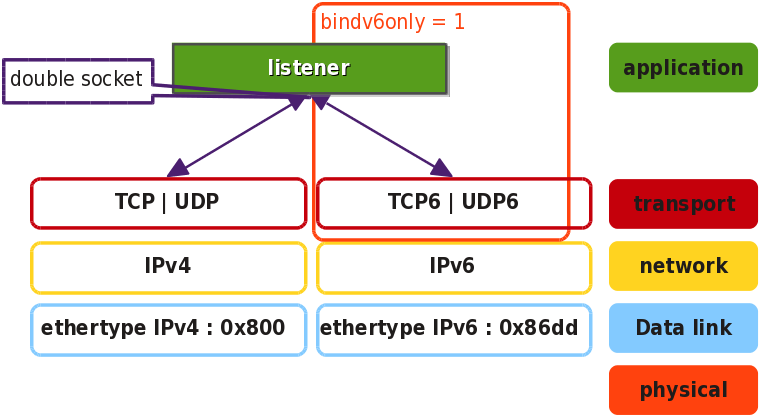 bindv6only = 1
listener
application
double socket
TCP | UDP
TCP6 | UDP6
transport
IPv4
IPv6
network
ethertype IPv4 : 0x800
ethertype IPv6 : 0x86dd
Data link
physical